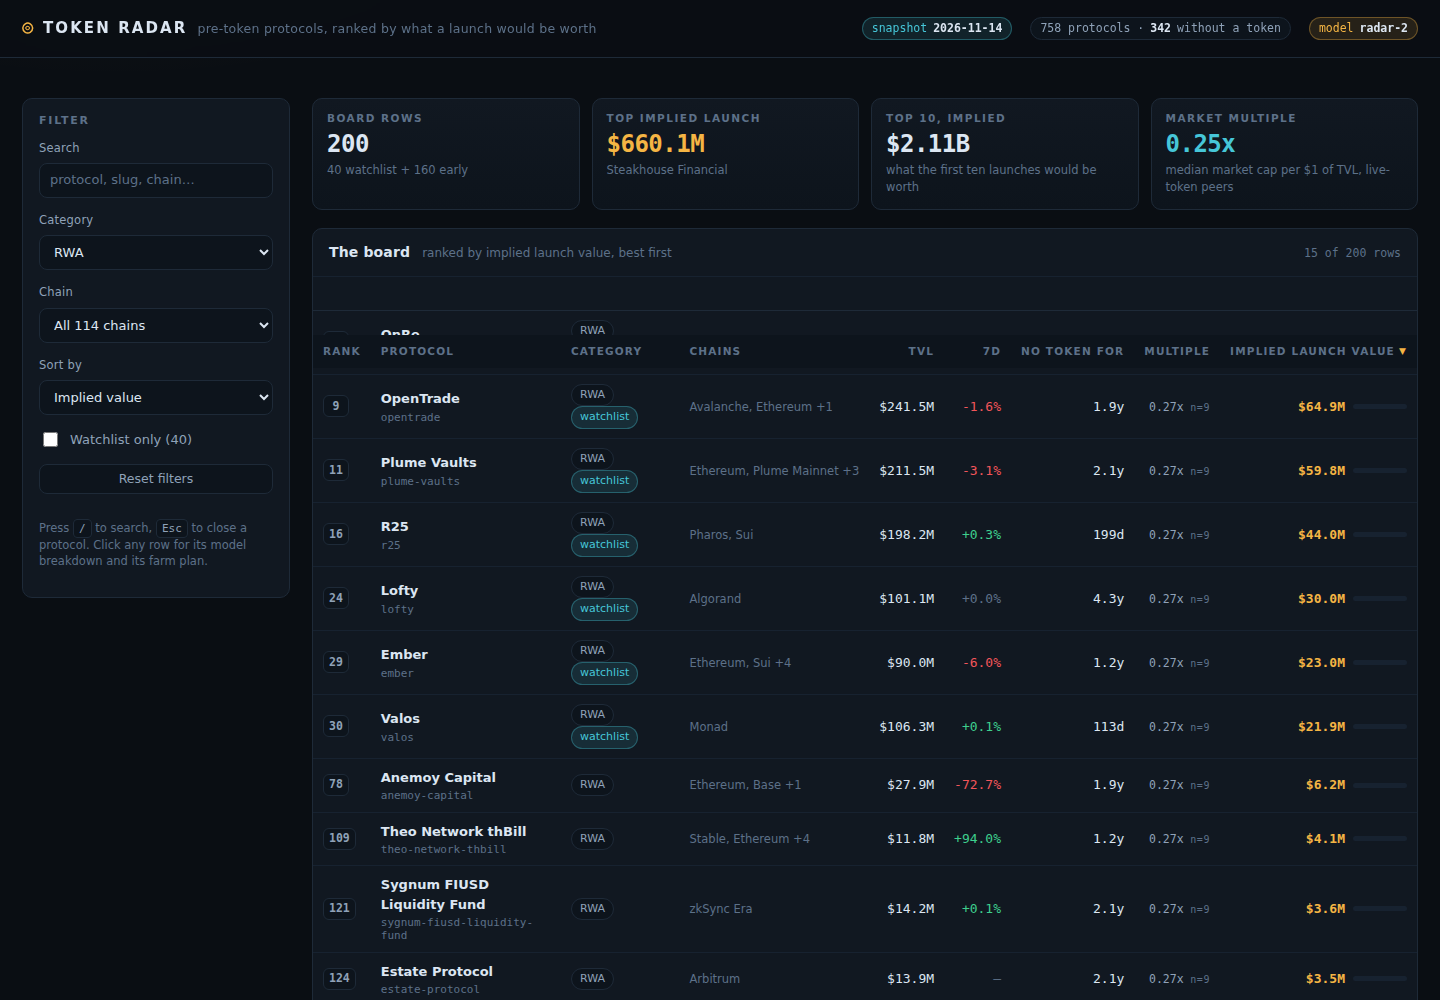 ◎ TOKEN RADAR pre-token protocols, ranked by what a launch would be worth
snapshot 2026-11-14
758 protocols · 342 without a token
model radar-2
FILTER
Search
protocol, slug, chain…
Category
RWA
Chain
All 114 chains
Sort by
Implied value
Watchlist only (40)
Reset filters
Press / to search, Esc to close a
protocol. Click any row for its model
breakdown and its farm plan.
BOARD ROWS
200
40 watchlist + 160 early
TOP IMPLIED LAUNCH
$660.1M
Steakhouse Financial
TOP 10, IMPLIED
$2.11B
what the first ten launches would be
worth
MARKET MULTIPLE
0.25x
median market cap per $1 of TVL, live-
token peers
The board ranked by implied launch value, best first 15 of 200 rows
OnRe RWA
RANK PROTOCOL CATEGORY CHAINS TVL 7D NO TOKEN FOR MULTIPLE IMPLIED LAUNCH VALUE ▼
9 OpenTrade opentrade RWA watchlist Avalanche, Ethereum +1 $241.5M -1.6% 1.9y 0.27x n=9 $64.9M
11 Plume Vaults plume-vaults RWA watchlist Ethereum, Plume Mainnet +3 $211.5M -3.1% 2.1y 0.27x n=9 $59.8M
16 R25 r25 RWA watchlist Pharos, Sui $198.2M +0.3% 199d 0.27x n=9 $44.0M
24 Lofty lofty RWA watchlist Algorand $101.1M +0.0% 4.3y 0.27x n=9 $30.0M
29 Ember ember RWA watchlist Ethereum, Sui +4 $90.0M -6.0% 1.2y 0.27x n=9 $23.0M
30 Valos valos RWA watchlist Monad $106.3M +0.1% 113d 0.27x n=9 $21.9M
78 Anemoy Capital anemoy-capital RWA Ethereum, Base +1 $27.9M -72.7% 1.9y 0.27x n=9 $6.2M
109 Theo Network thBill theo-network-thbill RWA Stable, Ethereum +4 $11.8M +94.0% 1.2y 0.27x n=9 $4.1M
121 Sygnum FIUSD Liquidity Fund sygnum-fiusd-liquidity-fund RWA zkSync Era $14.2M +0.1% 2.1y 0.27x n=9 $3.6M
124 Estate Protocol estate-protocol RWA Arbitrum $13.9M – 2.1y 0.27x n=9 $3.5M